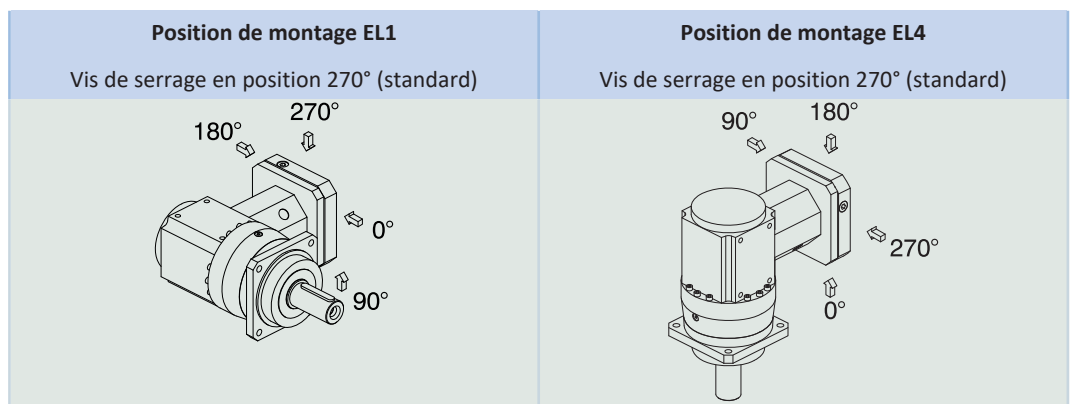 Position de montage EL1
Vis de serrage en position 270° (standard)
270°
180°
0°
90°
Position de montage EL4
Vis de serrage en position 270° (standard)
180°
90°
270°
0°